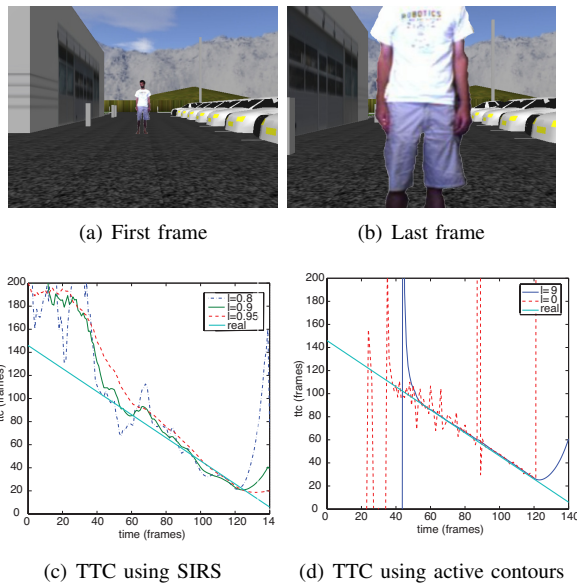 ROBOTICS
(a) First frame
(b) Last frame
200
180
160
140
120
100
80
60
40
20
0
ttc (frames)
l=0.8
l=0.9
l=0.95
real
0 20 40 60 80 100 120 14
time (frames)
200
180
160
140
120
100
80
60
40
20
0
ttc (frames)
l= 9
l= 0
real
0 20 40 60 80 100 120 140
time (frames)
(c) TTC using SIRS
(d) TTC using active contours